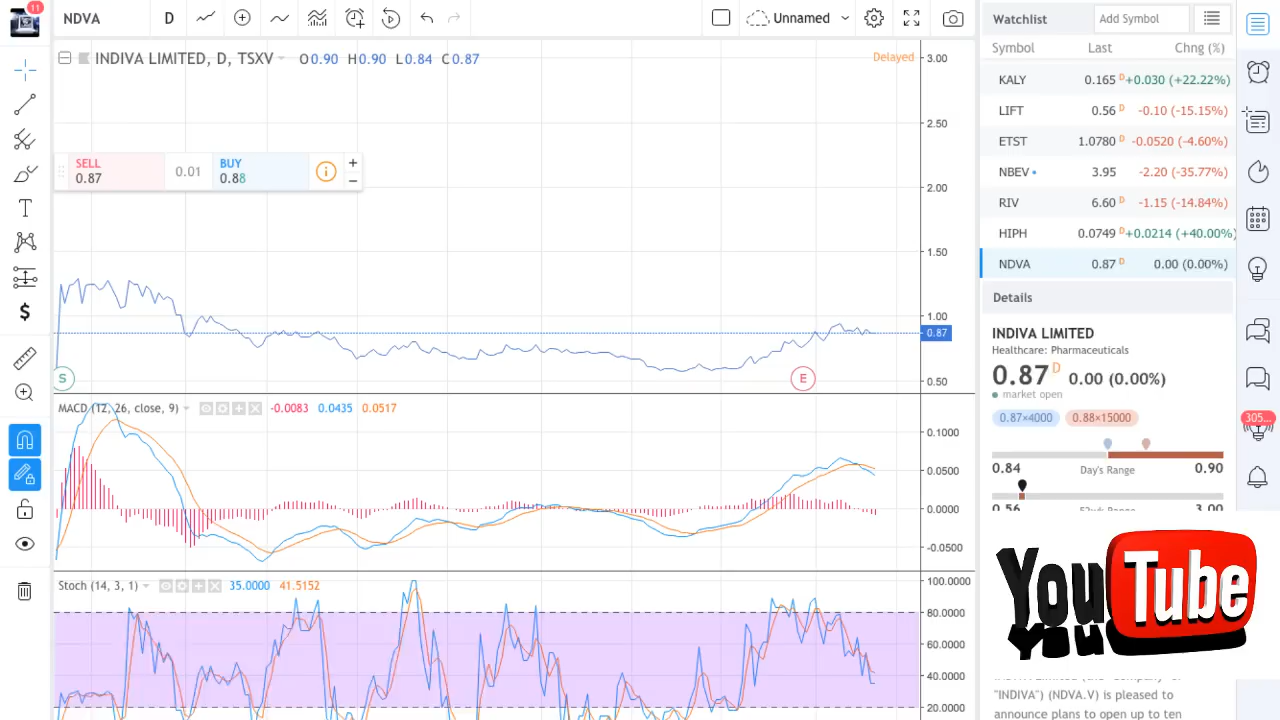 11
NDVA
D
Unnamed
INDIVA LIMITED, D, TSXV
O0.90 H0.90 L0.84 C0.87
Delayed
SELL
0.87
0.01
BUY
0.88
3.00
2.50
2.00
1.50
1.00
0.87
0.50
S
E
MACD (12, 26, close, 9)
-0.0083 0.0435 0.0517
0.1000
0.0500
0.0000
-0.0500
Stoch (14, 3, 1)
35.0000 41.5152
100.0000
80.0000
60.0000
40.0000
20.0000
Watchlist
Add Symbol
Symbol Last Chng (%)
KALY 0.165 D +0.030 (+22.22%)
LIFT 0.56 D -0.10 (-15.15%)
ETST 1.0780 D -0.0520 (-4.60%)
NBEV 3.95 -2.20 (-35.77%)
RIV 6.60 D -1.15 (-14.84%)
HIPH 0.0749 D +0.0214 (+40.00%)
NDVA 0.87 D 0.00 (0.00%)
Details
INDIVA LIMITED
Healthcare: Pharmaceuticals
0.87 D 0.00 (0.00%)
market open
0.87×4000 0.88×15000
0.84 Day's Range 0.90
0.56 52wk Range 3.00
305...
YouTube
"INDIVA") (NDVA.V) is pleased to
announce plans to open up to ten